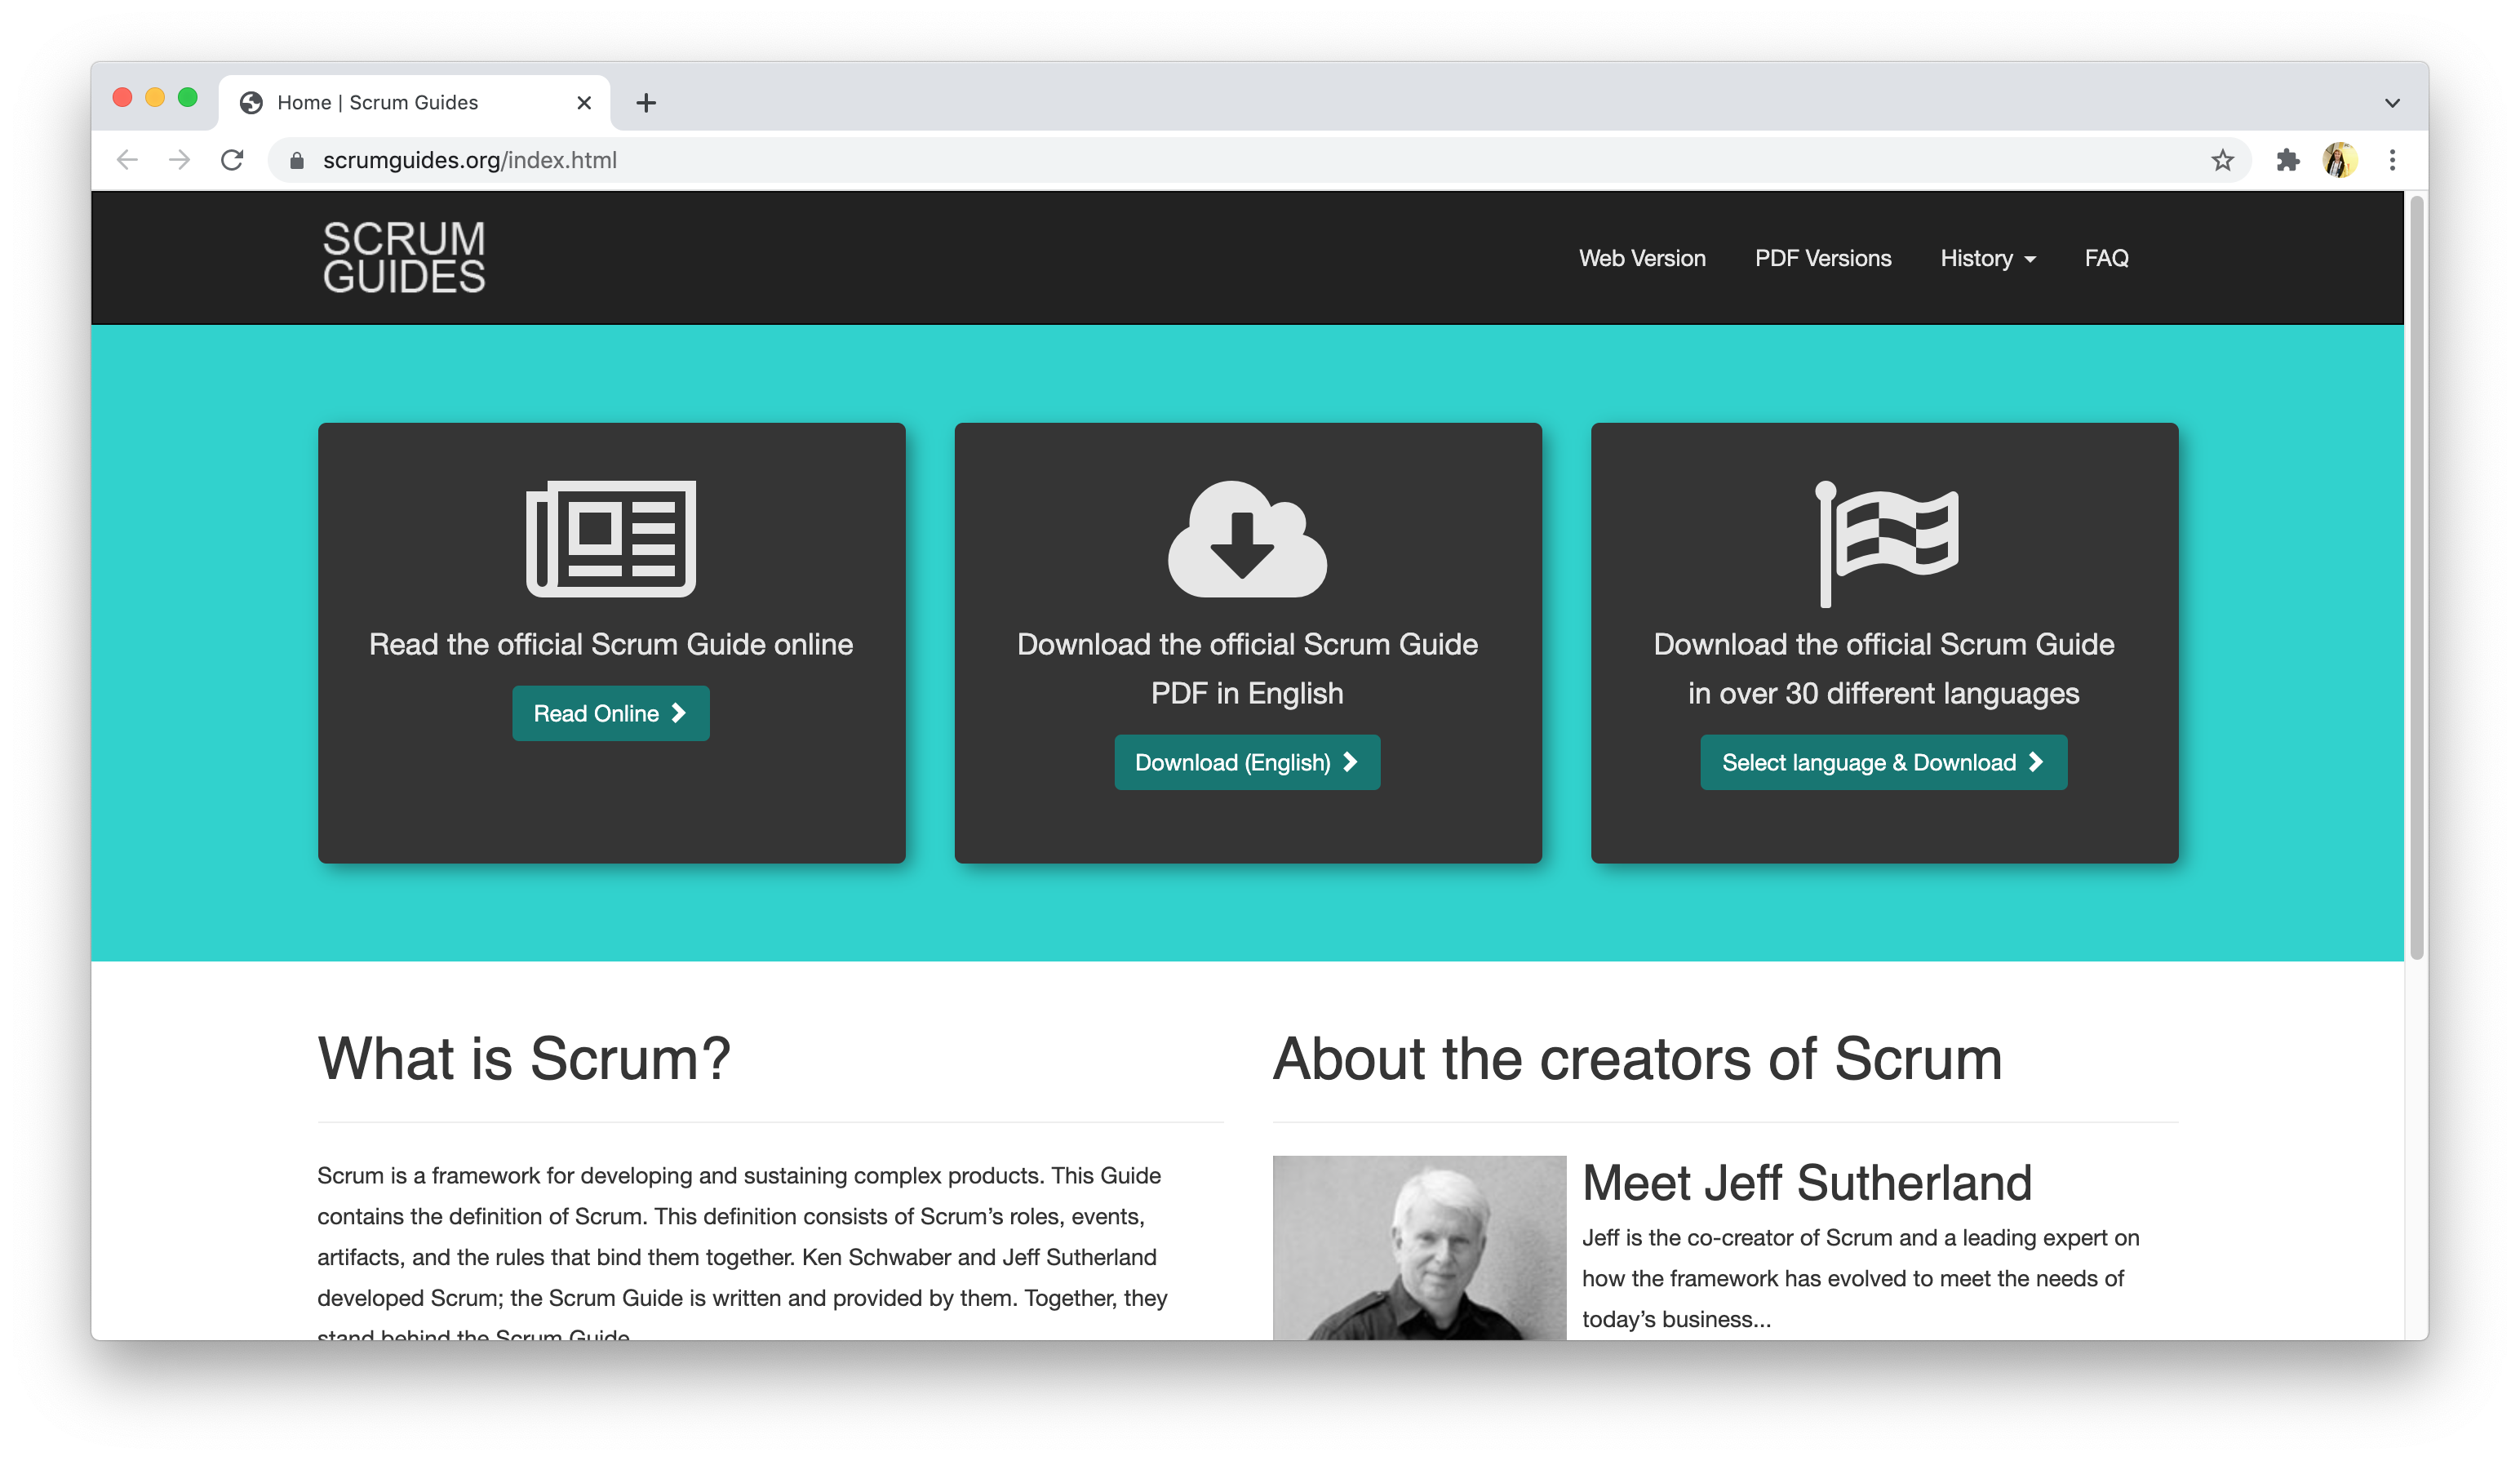 Home | Scrum Guides
scrumguides.org/index.html
SCRUM
GUIDES
Web Version
PDF Versions
History
FAQ
Read the official Scrum Guide online
Read Online
Download the official Scrum Guide
PDF in English
Download (English)
Download the official Scrum Guide
in over 30 different languages
Select language & Download
What is Scrum?
Scrum is a framework for developing and sustaining complex products. This Guide
contains the definition of Scrum. This definition consists of Scrum’s roles, events,
artifacts, and the rules that bind them together. Ken Schwaber and Jeff Sutherland
developed Scrum; the Scrum Guide is written and provided by them. Together, they
stand behind the Scrum Guide.
About the creators of Scrum
Meet Jeff Sutherland
Jeff is the co-creator of Scrum and a leading expert on
how the framework has evolved to meet the needs of
today’s business...